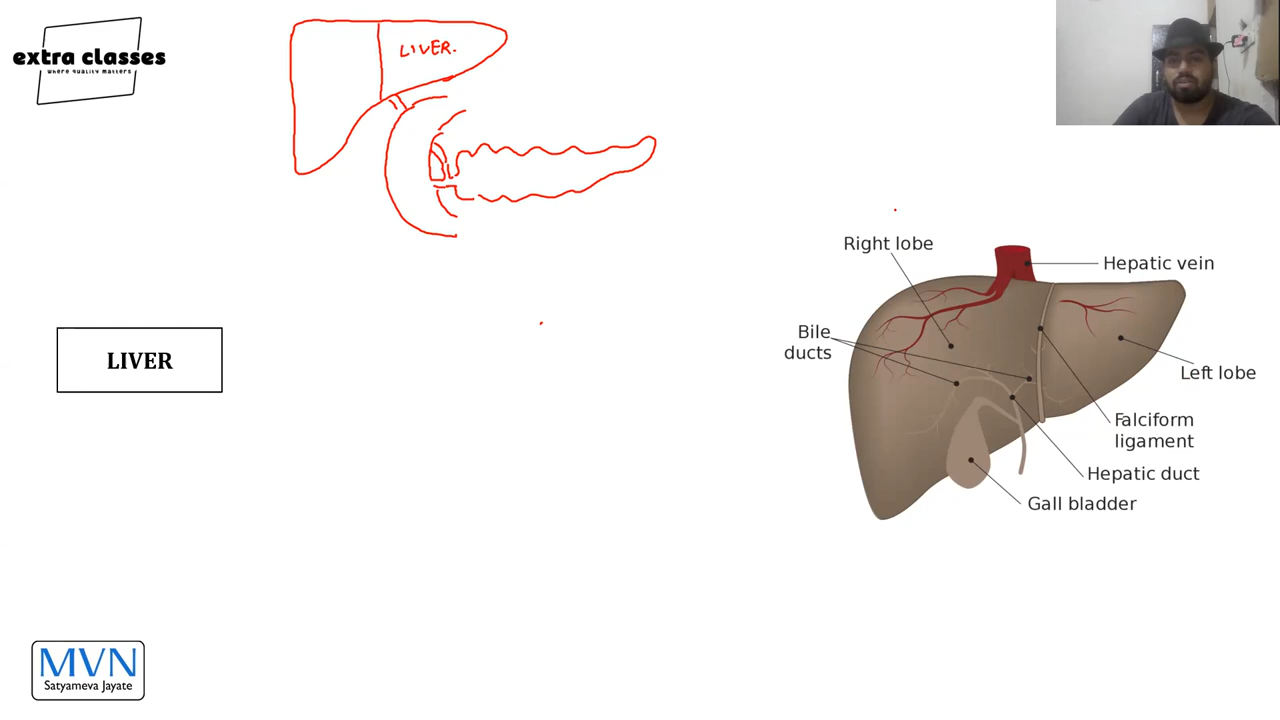 extra classes
where quality matters
LIVER.
Right lobe
Hepatic vein
Bile
ducts
LIVER
Left lobe
Falciform
ligament
Hepatic duct
Gall bladder
MVN
Satyameva Jayate